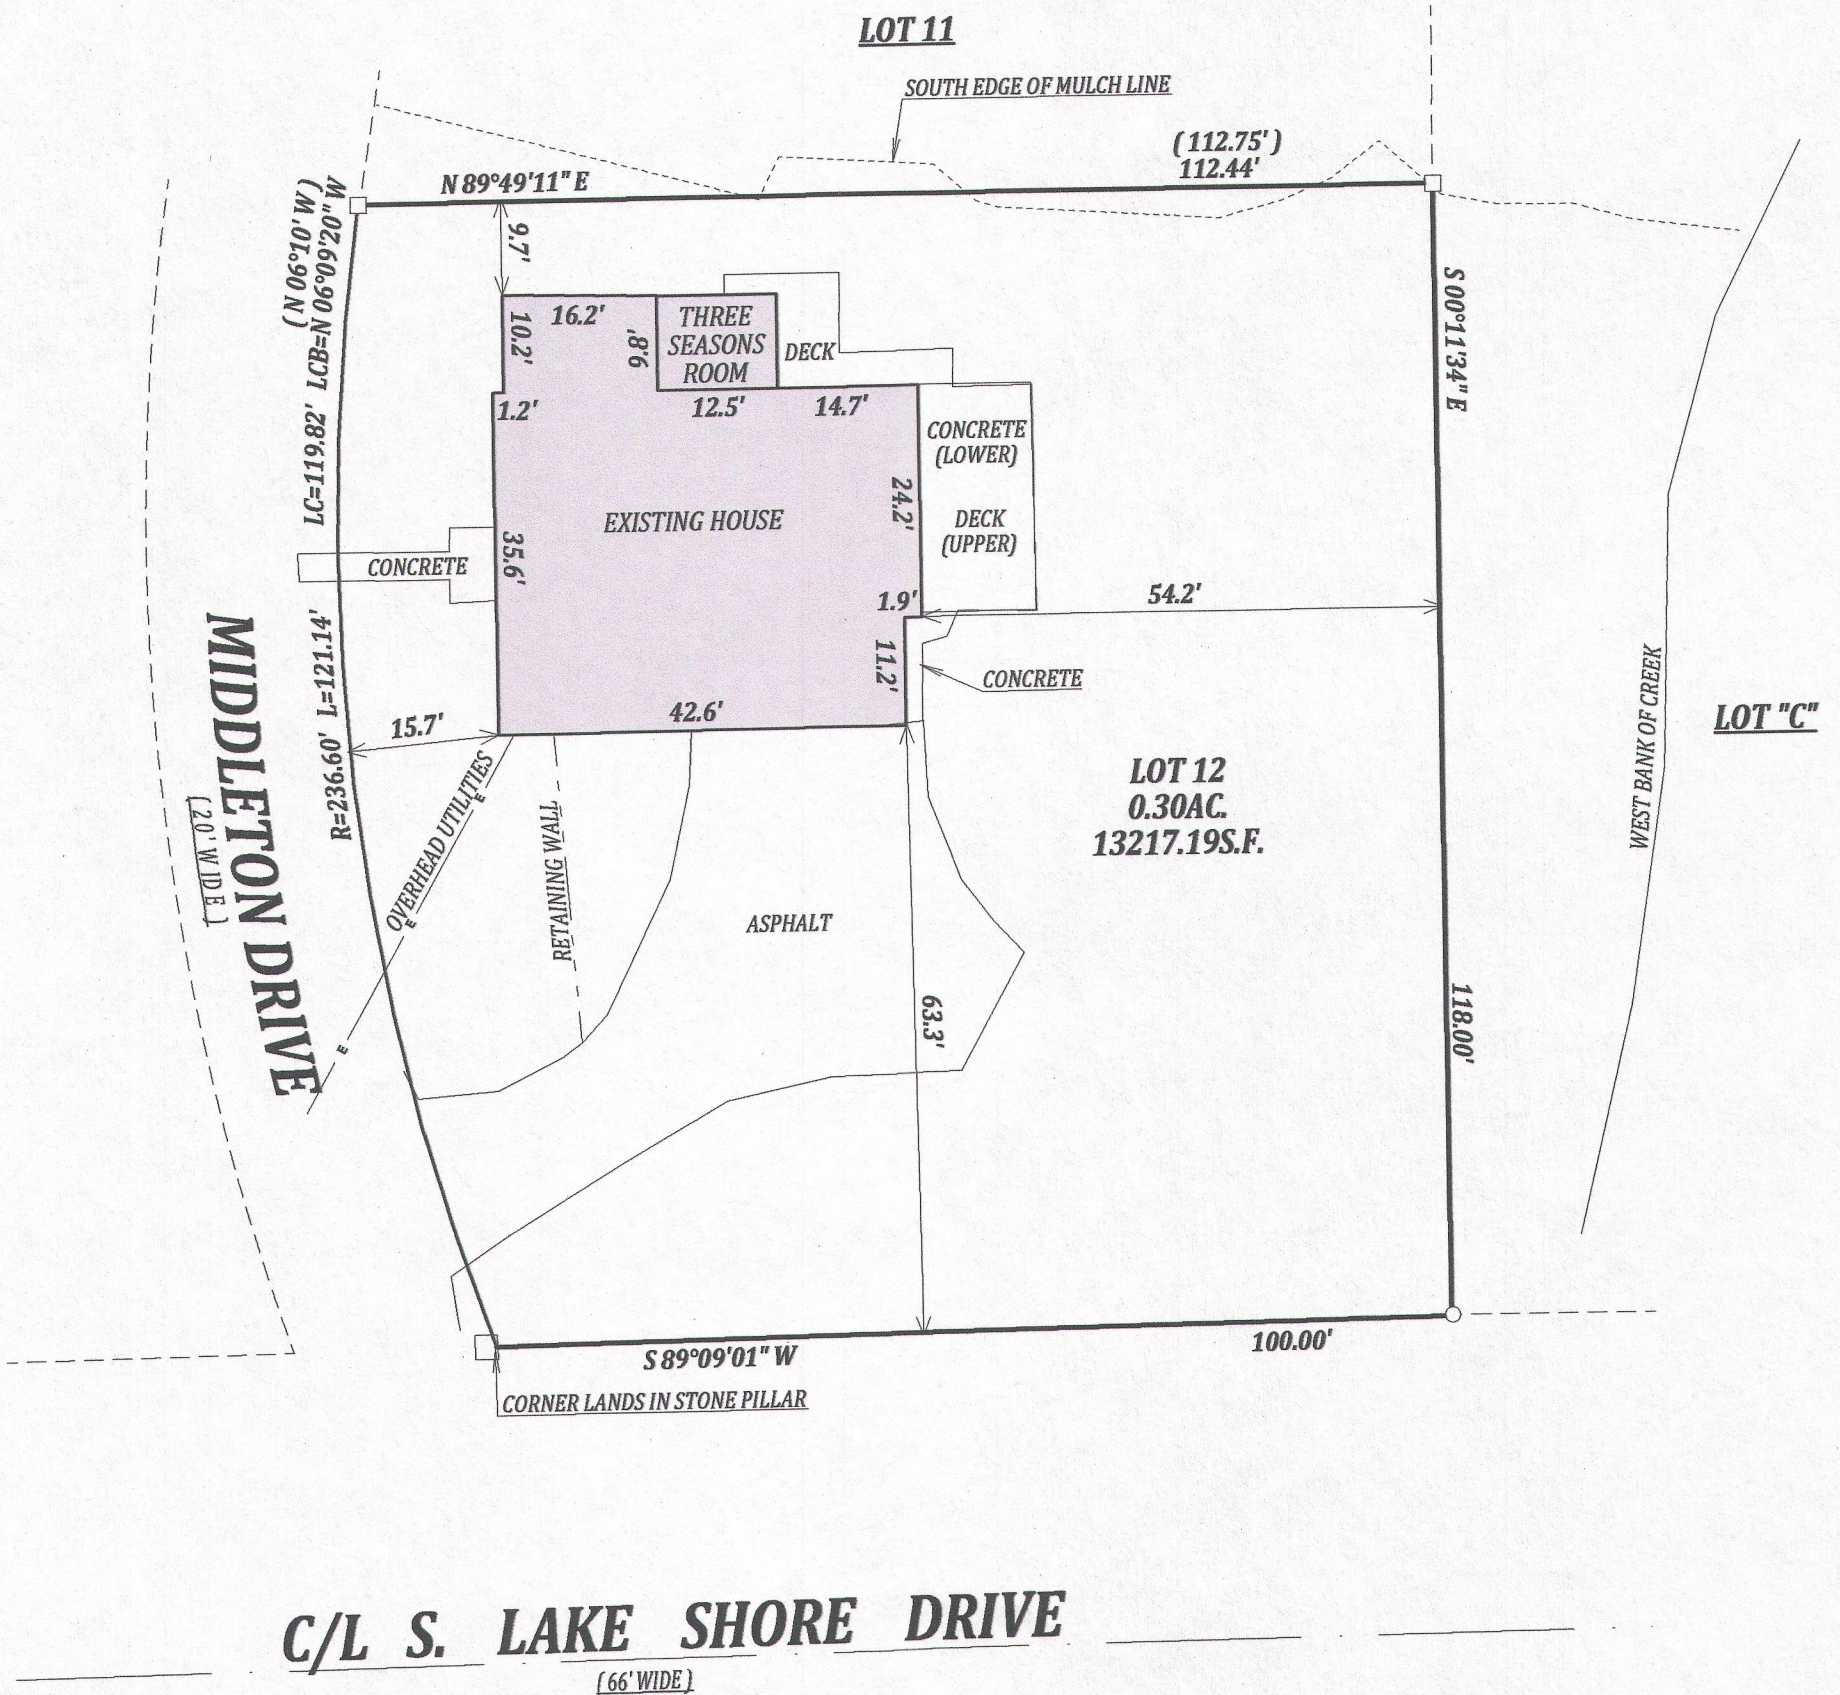 LOT 11
SOUTH EDGE OF MULCH LINE
( 112.75' )
112.44'
N 89°49'11" E
( N 06°10' W )
LC=119.82' LCB=N 06°09'20" W
9.7'
S 00°11'34" E
16.2'
10.2'
9.8'
THREE
SEASONS
ROOM
DECK
1.2'
12.5'
14.7'
CONCRETE
(LOWER)
24.2'
DECK
(UPPER)
EXISTING HOUSE
35.6'
CONCRETE
1.9'
54.2'
11.2'
CONCRETE
R=236.60' L=121.14'
15.7'
42.6'
MIDDLETON DRIVE
( 20' WIDE )
OVERHEAD UTILITIES
E
E
E
RETAINING WALL
ASPHALT
LOT 12
0.30AC.
13217.19S.F.
WEST BANK OF CREEK
LOT "C"
63.3'
118.00'
S 89°09'01" W
100.00'
CORNER LANDS IN STONE PILLAR
C/L S. LAKE SHORE DRIVE
( 66' WIDE )